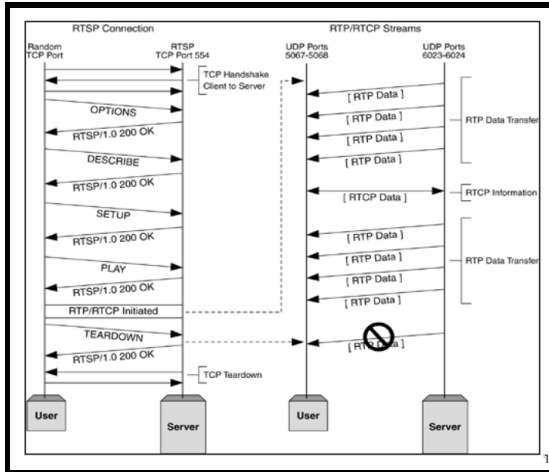 RTSP Connection
RTP/RTCP Streams
Random
TCP Port
RTSP
TCP Port 554
UDP Ports
5067-5068
UDP Ports
6023-6024
TCP Handshake
Client to Server
OPTIONS
RTSP/1.0 200 OK
DESCRIBE
RTSP/1.0 200 OK
SETUP
RTSP/1.0 200 OK
PLAY
RTSP/1.0 200 OK
RTP/RTCP Initiated
TEARDOWN
RTSP/1.0 200 OK
TCP Teardown
User
Server
[ RTP Data ]
[ RTP Data ]
[ RTP Data ]
[ RTP Data ]
RTP Data Transfer
[ RTCP Data ]
RTCP Information
[ RTP Data ]
[ RTP Data ]
[ RTP Data ]
[ RTP Data ]
RTP Data Transfer
[ RTP Data ]
User
Server